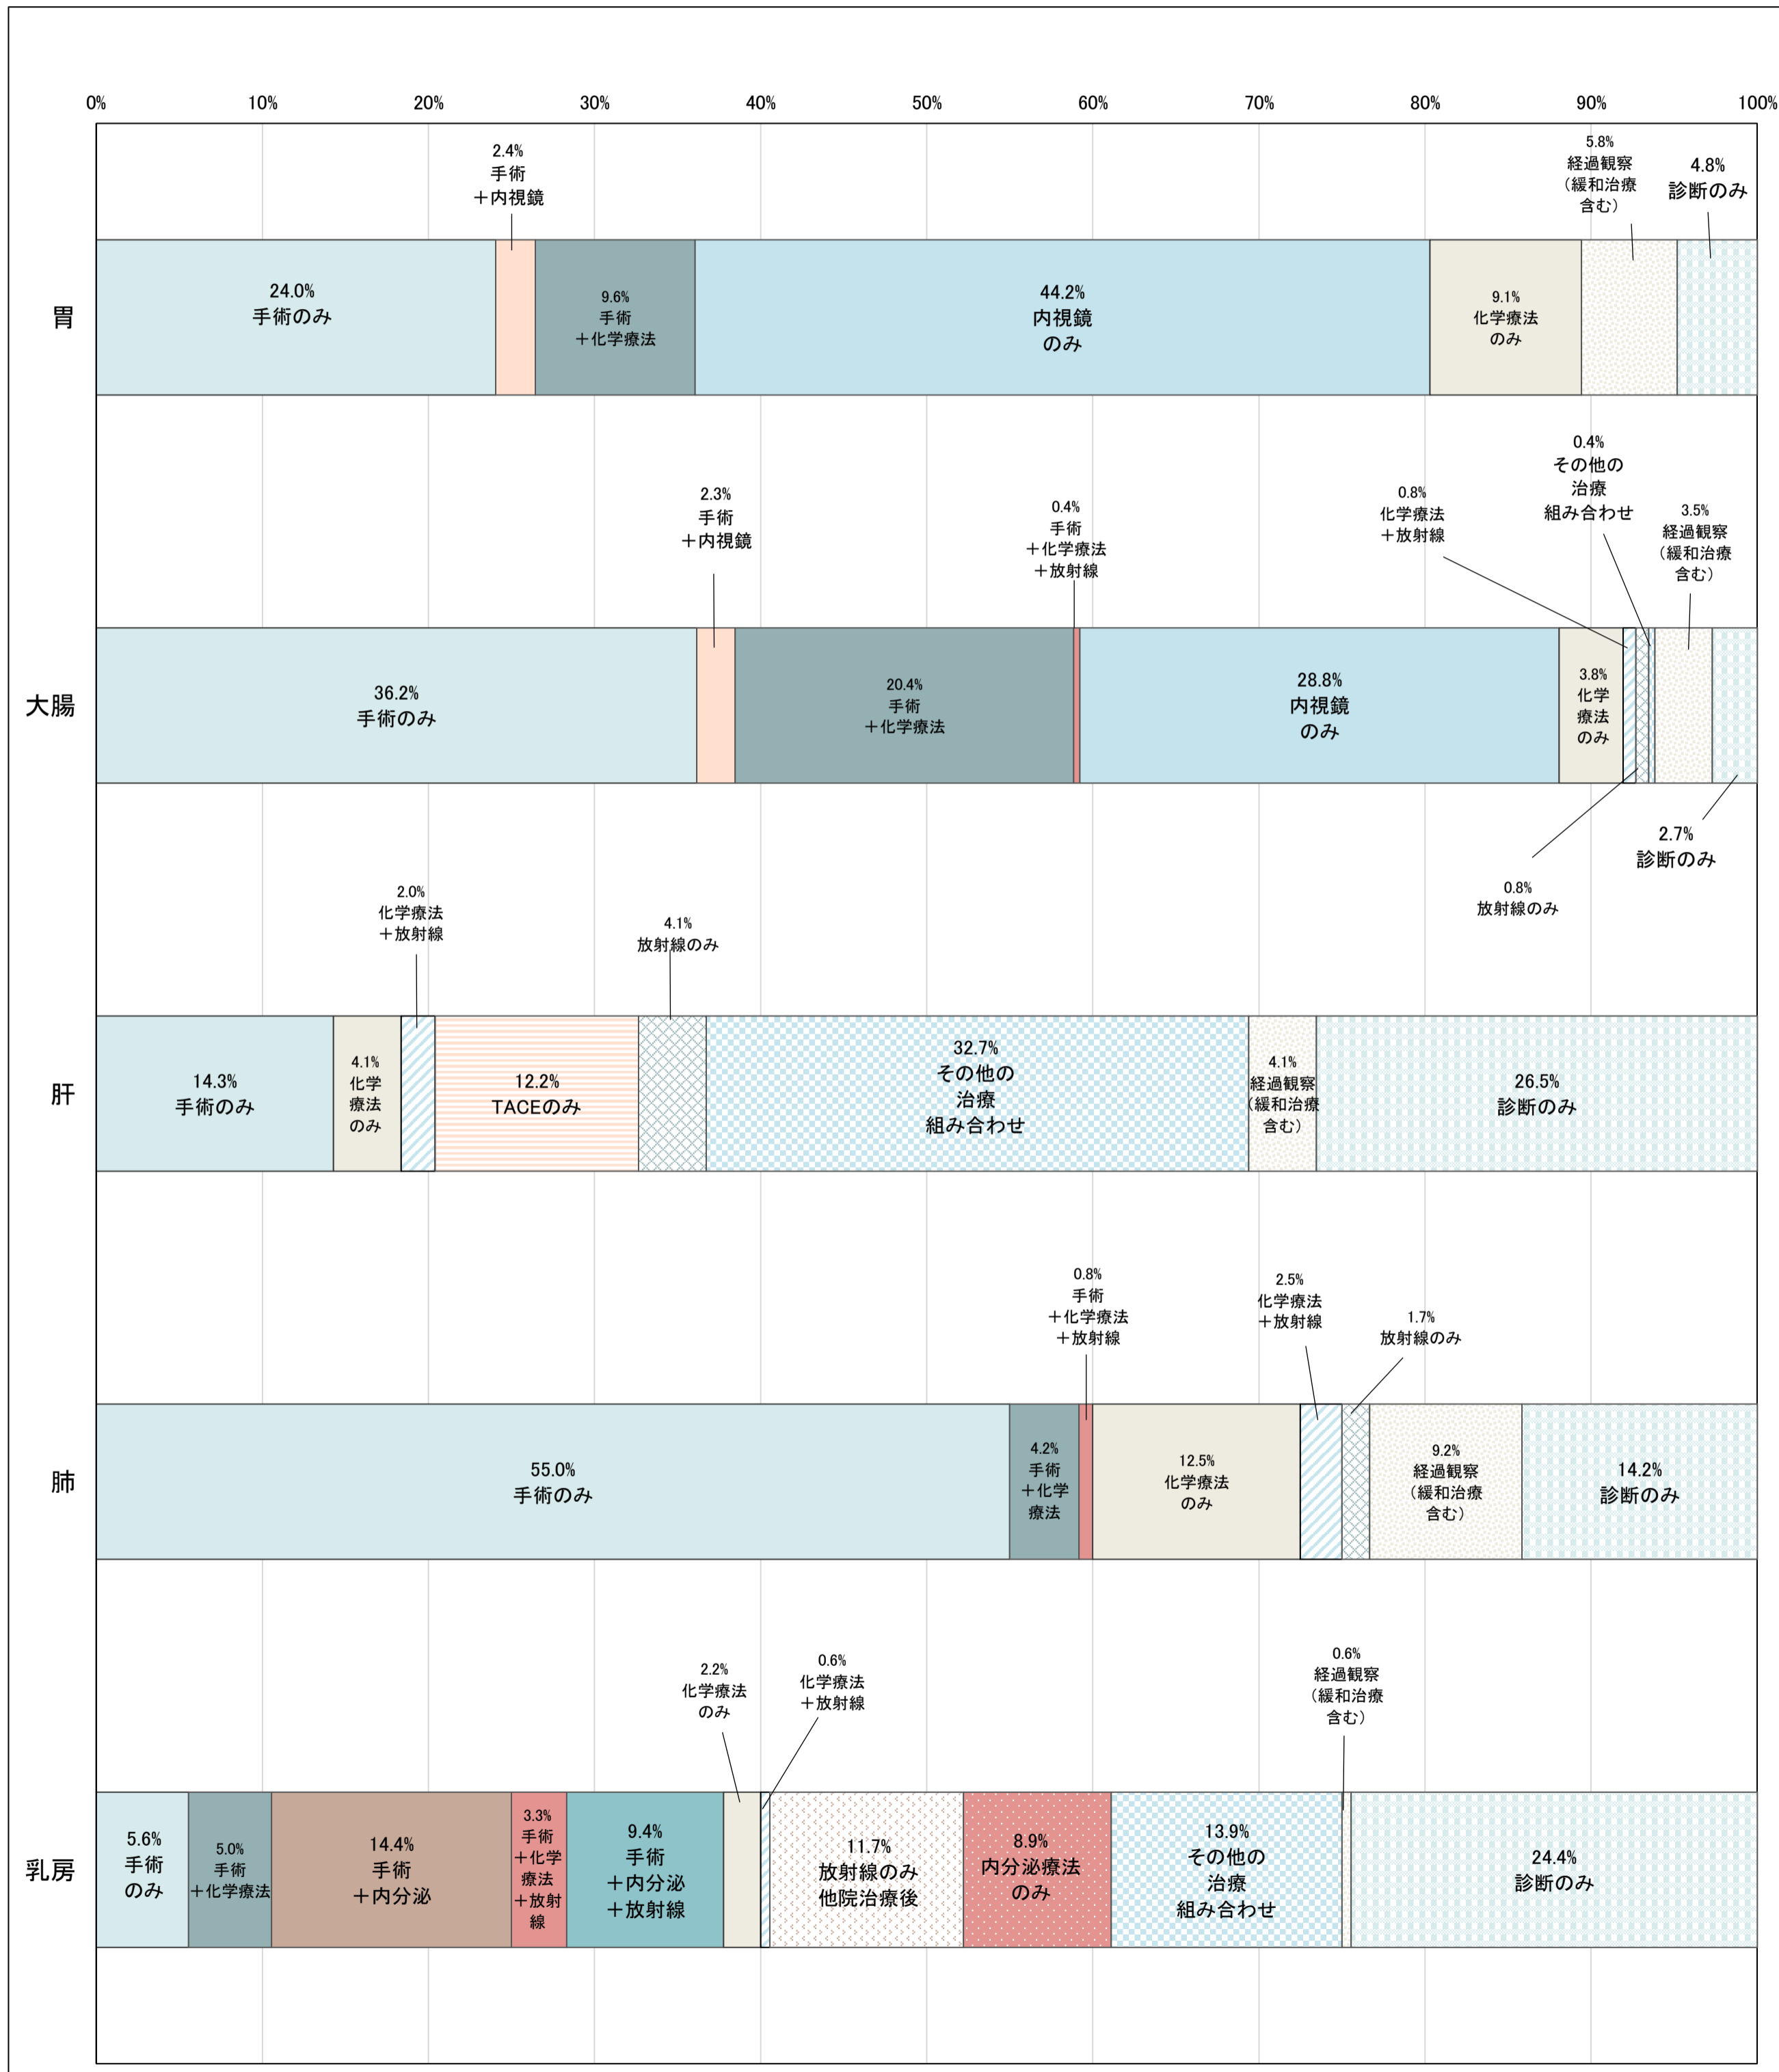 0%
10%
20%
30%
40%
50%
60%
70%
80%
90%
100%
胃
24.0%
手術のみ
2.4%
手術
＋内視鏡
9.6%
手術
＋化学療法
44.2%
内視鏡
のみ
9.1%
化学療法
のみ
5.8%
経過観察
（緩和治療
含む）
4.8%
診断のみ
大腸
36.2%
手術のみ
2.3%
手術
＋内視鏡
20.4%
手術
＋化学療法
0.4%
手術
＋化学療法
＋放射線
28.8%
内視鏡
のみ
3.8%
化学
療法
のみ
0.8%
化学療法
＋放射線
0.8%
放射線のみ
0.4%
その他の
治療
組み合わせ
3.5%
経過観察
（緩和治療
含む）
2.7%
診断のみ
肝
14.3%
手術のみ
4.1%
化学
療法
のみ
2.0%
化学療法
＋放射線
12.2%
TACEのみ
4.1%
放射線のみ
32.7%
その他の
治療
組み合わせ
4.1%
経過観察
（緩和治療
含む）
26.5%
診断のみ
肺
55.0%
手術のみ
4.2%
手術
＋化学
療法
0.8%
手術
＋化学療法
＋放射線
12.5%
化学療法
のみ
2.5%
化学療法
＋放射線
1.7%
放射線のみ
9.2%
経過観察
（緩和治療
含む）
14.2%
診断のみ
乳房
5.6%
手術
のみ
5.0%
手術
＋化学療法
14.4%
手術
＋内分泌
3.3%
手術
＋化学
療法
＋放射
線
9.4%
手術
＋内分泌
＋放射線
2.2%
化学療法
のみ
0.6%
化学療法
＋放射線
11.7%
放射線のみ
他院治療後
8.9%
内分泌療法
のみ
13.9%
その他の
治療
組み合わせ
0.6%
経過観察
（緩和治療
含む）
24.4%
診断のみ